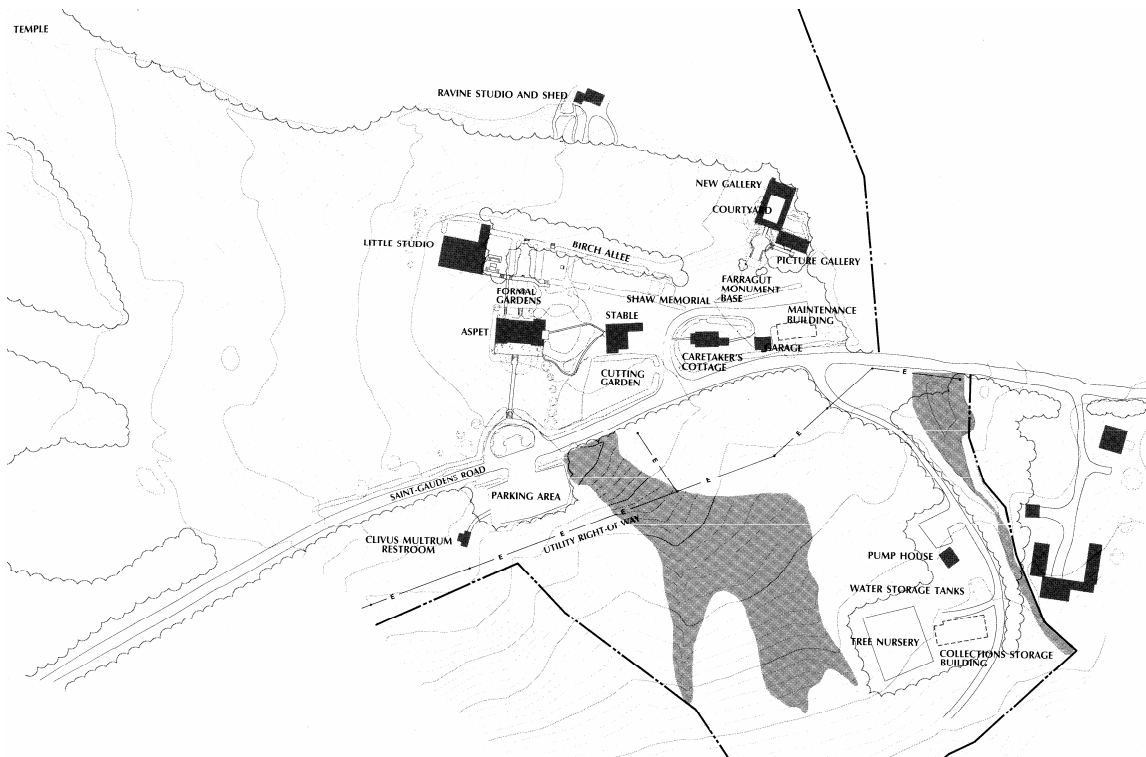 TEMPLE
RAVINE STUDIO AND SHED
NEW GALLERY
COURTYARD
LITTLE STUDIO
BIRCH ALLEE
PICTURE GALLERY
FARRAGUT
MONUMENT
BASE
FORMAL
GARDENS
SHAW MEMORIAL
MAINTENANCE
BUILDING
STABLE
ASPET
GARAGE
CARETAKER'S
COTTAGE
CUTTING
GARDEN
E
E
E
E
E
SAINT-GAUDENS ROAD
PARKING AREA
E
UTILITY RIGHT-OF WAY
E
CLIVUS MULTRUM
RESTROOM
E
E
PUMP HOUSE
WATER STORAGE TANKS
TREE NURSERY
COLLECTIONS STORAGE
BUILDING